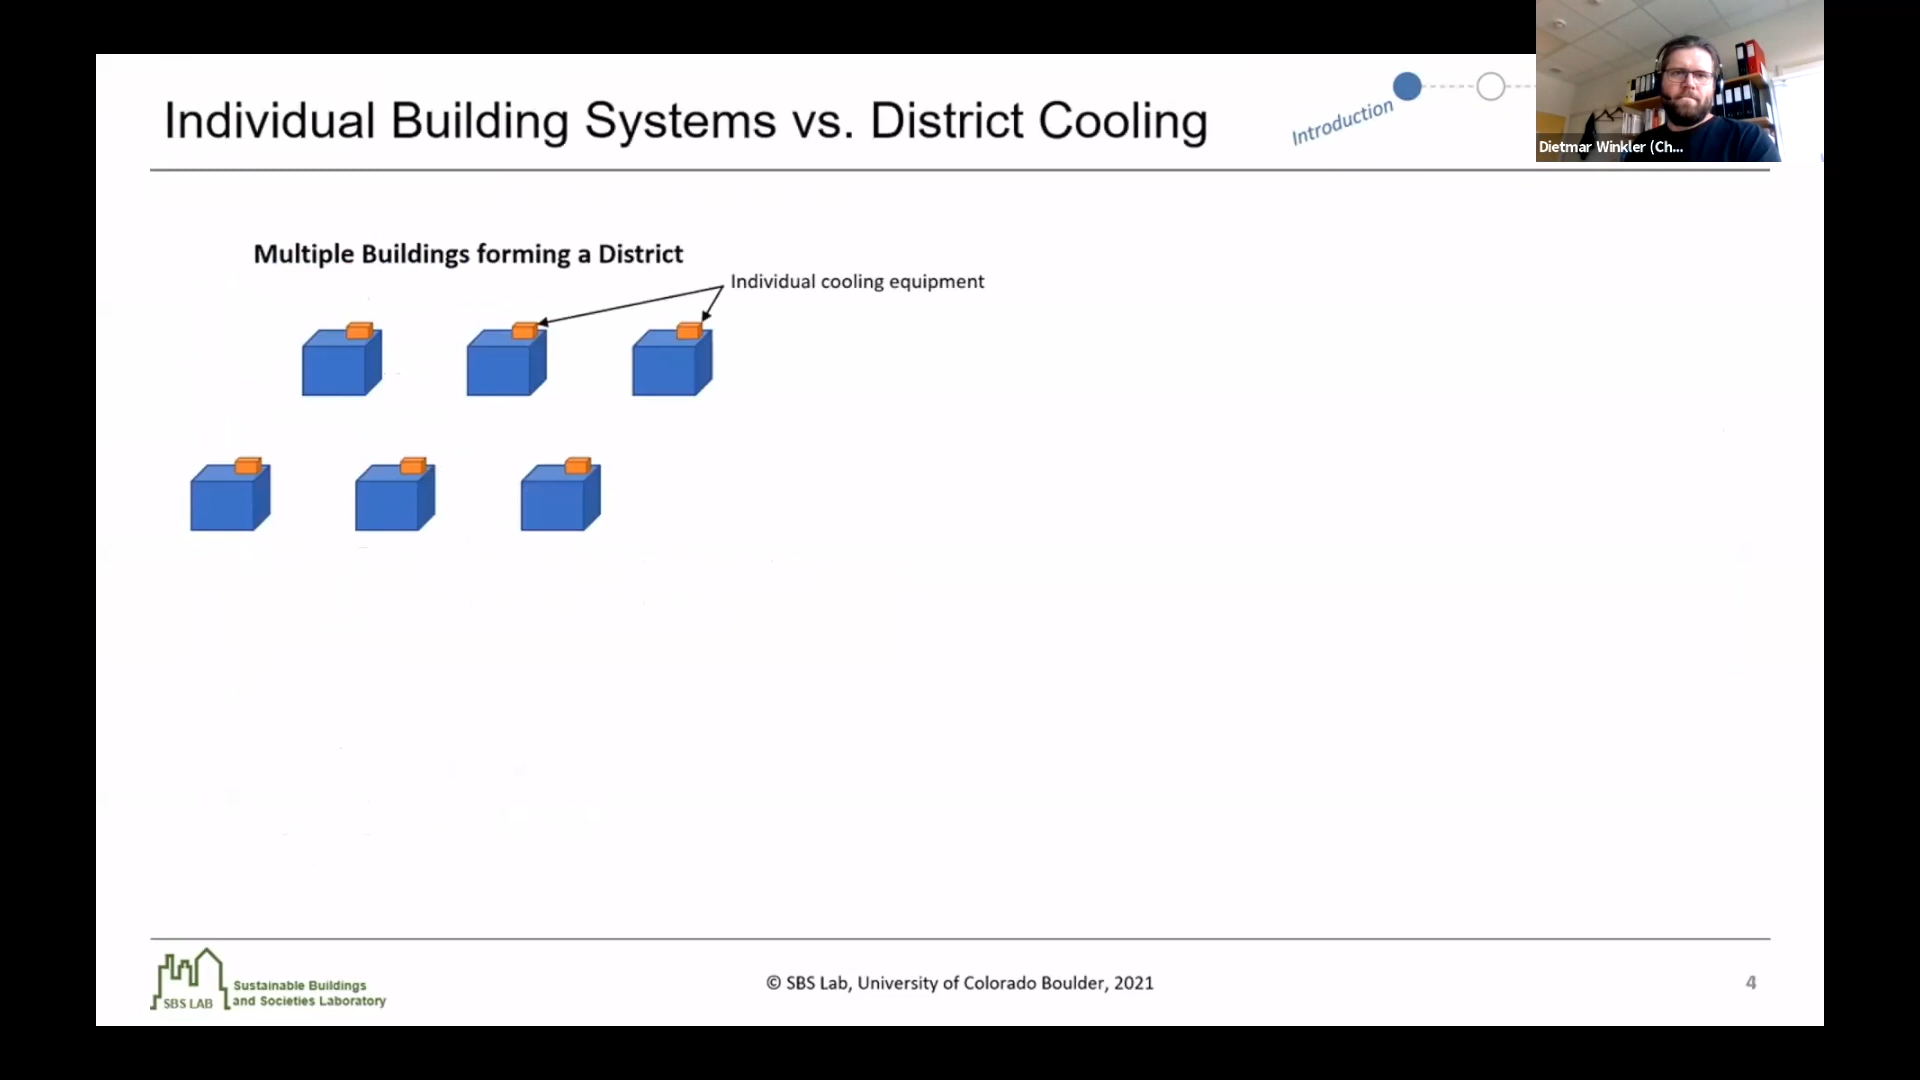 Individual Building Systems vs. District Cooling
Introduction
Dietmar Winkler (Ch...
Multiple Buildings forming a District
Individual cooling equipment
SBS LAB
Sustainable Buildings
and Societies Laboratory
© SBS Lab, University of Colorado Boulder, 2021
4